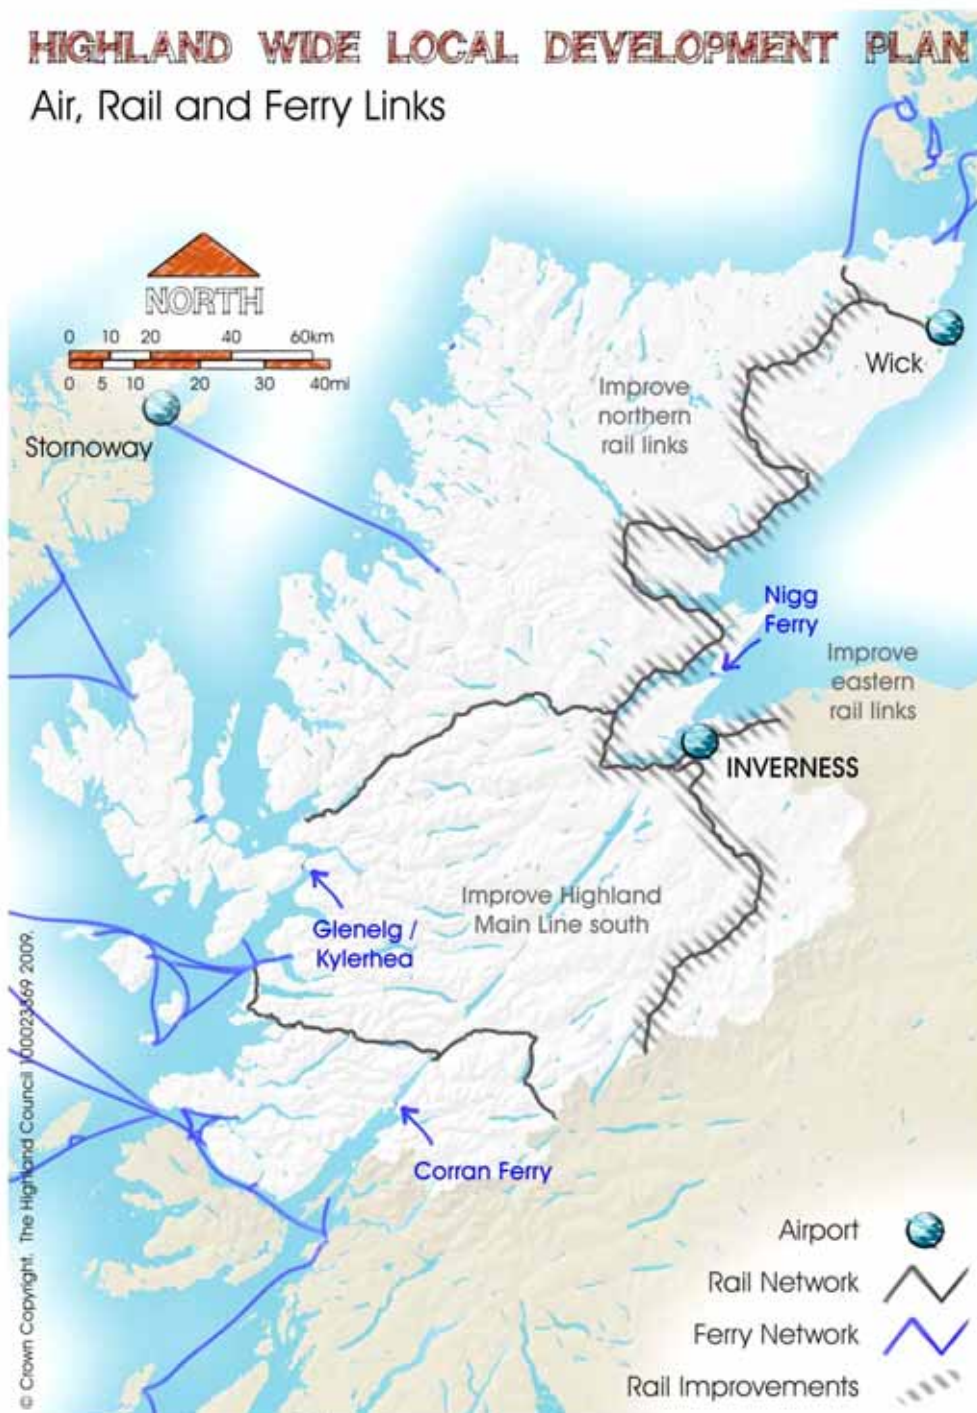 HIGHLAND WIDE LOCAL DEVELOPMENT PLAN
Air, Rail and Ferry Links
NORTH
0 10 20 40 60km
0 5 10 20 30 40mi
Stornoway
Wick
Improve
northern
rail links
Nigg
Ferry
Improve
eastern
rail links
INVERNESS
Improve Highland
Main Line south
Glenelg /
Kylerhea
Corran Ferry
Airport
Rail Network
Ferry Network
Rail Improvements
© Crown Copyright. The Highland Council 100023369 2009.